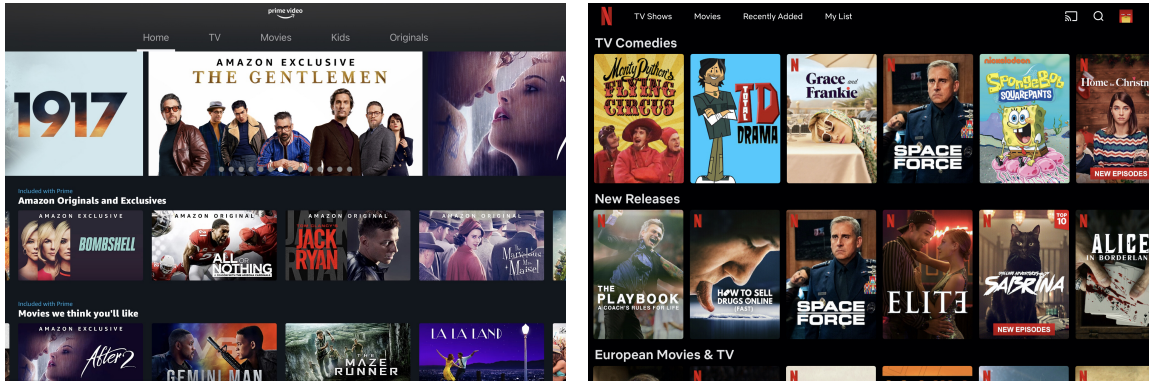 prime video
Home TV Movies Kids Originals
1917
AMAZON EXCLUSIVE
THE GENTLEMEN
A
Included with Prime
Amazon Originals and Exclusives
AMAZON EXCLUSIVE
BOMBSHELL
AMAZON ORIGINAL
ALL OR
NOTHING
AMAZON ORIGINAL
JACK
RYAN
AMAZON ORIGINAL
The
Marvelous
Mrs.
Maisel
Included with Prime
Movies we think you'll like
AMAZON EXCLUSIVE
After2
GEMINI MAN
THE
MAZE
RUNNER
LA LA LAND
N TV Shows Movies Recently Added My List
TV Comedies
N
Monty Python's
FLYING
CIRCUS
TOTAL
DRAMA
N
Grace and
Frankie
N
SPACE
FORCE
nickelodeon
SpongeBob
SQUAREPANTS
N
Home for Christm
NEW EPISODES
New Releases
N
THE
PLAYBOOK
A COACH'S RULES FOR LIFE
N
HOW TO SELL
DRUGS ONLINE
(FAST)
N
SPACE
FORCE
N
ELITE
N
TOP
10
CHILLING ADVENTURES OF
SABRINA
NEW EPISODES
N
ALICE
IN BORDERLAN
European Movies & TV